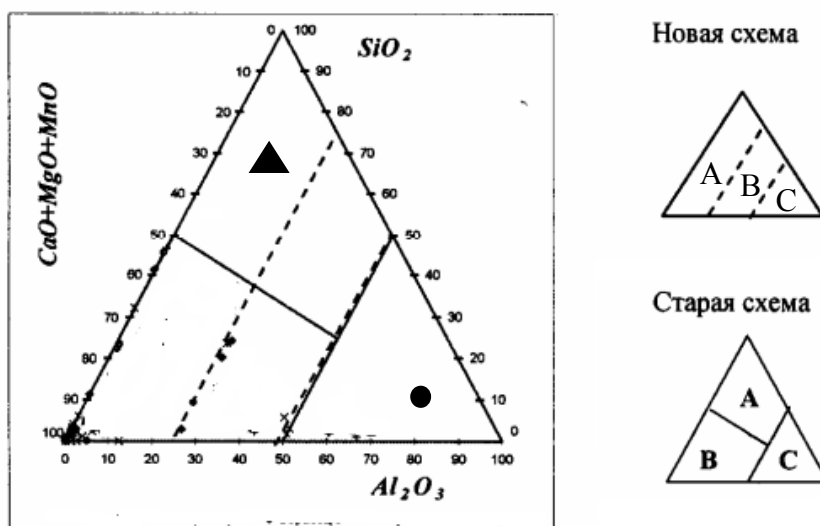 SiO2
CaO+MgO+MnO
0 100
10 90
20 80
30 70
40 60
50 50
60 40
70 30
80 20
90 10
100 0
0 10 20 30 40 50 60 70 80 90 100
Al2O3
Новая схема
A B C
Старая схема
A
B C